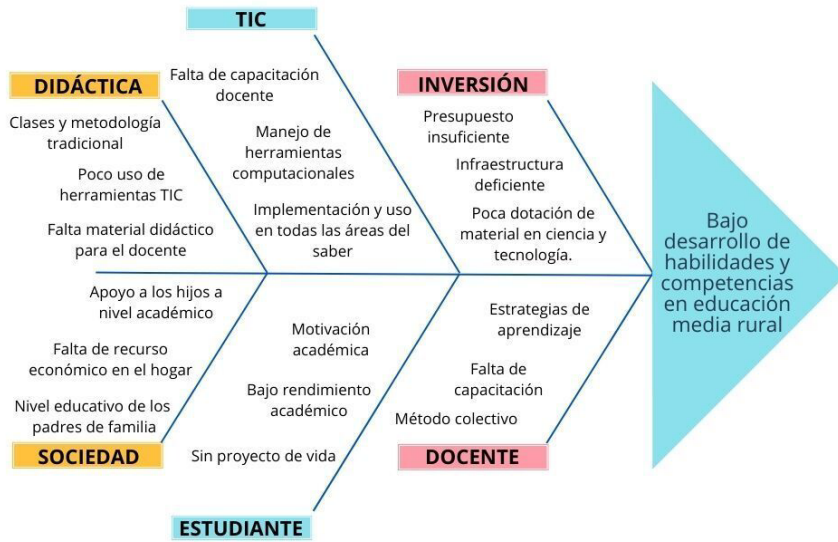 TIC
Falta de capacitación
docente
Manejo de
herramientas
computacionales
Implementación y uso
en todas las áreas del
saber
DIDÁCTICA
Clases y metodología
tradicional
Poco uso de
herramientas TIC
Falta material didáctico
para el docente
INVERSIÓN
Presupuesto
insuficiente
Infraestructura
deficiente
Poca dotación de
material en ciencia y
tecnología.
Bajo
desarrollo de
habilidades y
competencias
en educación
media rural
Apoyo a los hijos a
nivel académico
Falta de recurso
económico en el hogar
Nivel educativo de los
padres de familia
SOCIEDAD
Motivación
académica
Bajo rendimiento
académico
Sin proyecto de vida
ESTUDIANTE
Estrategias de
aprendizaje
Falta de
capacitación
Método colectivo
DOCENTE